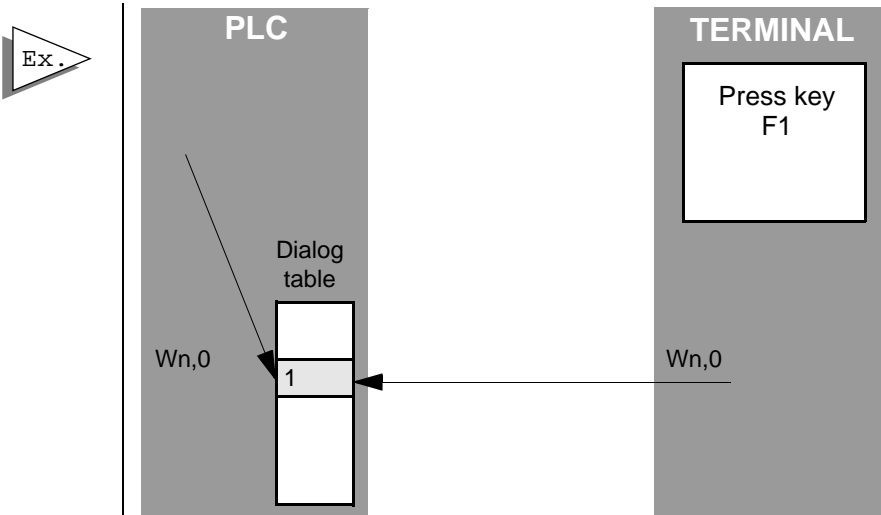 Ex.
PLC
TERMINAL
Press key
F1
Dialog
table
Wn,0
1
Wn,0